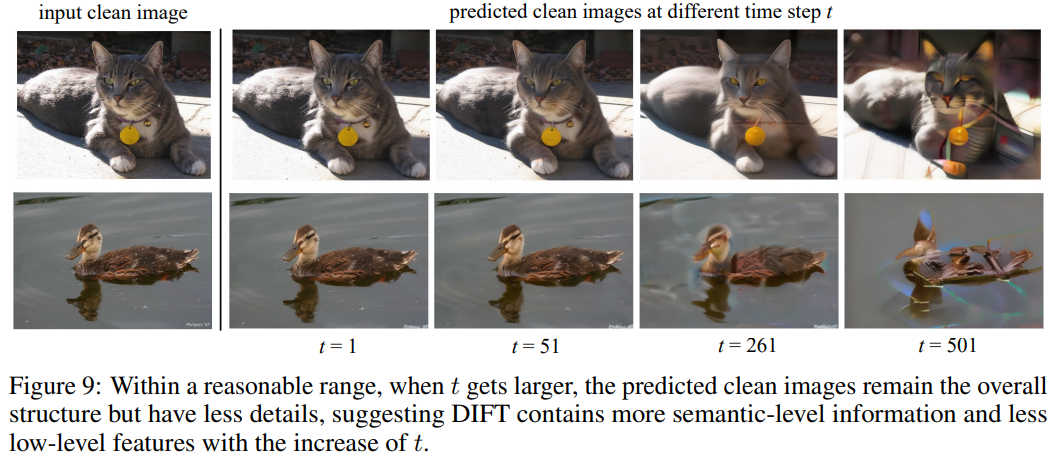 input clean image
predicted clean images at different time step t
t = 1
t = 51
t = 261
t = 501
Figure 9: Within a reasonable range, when t gets larger, the predicted clean images remain the overall
structure but have less details, suggesting DIFT contains more semantic-level information and less
low-level features with the increase of t.